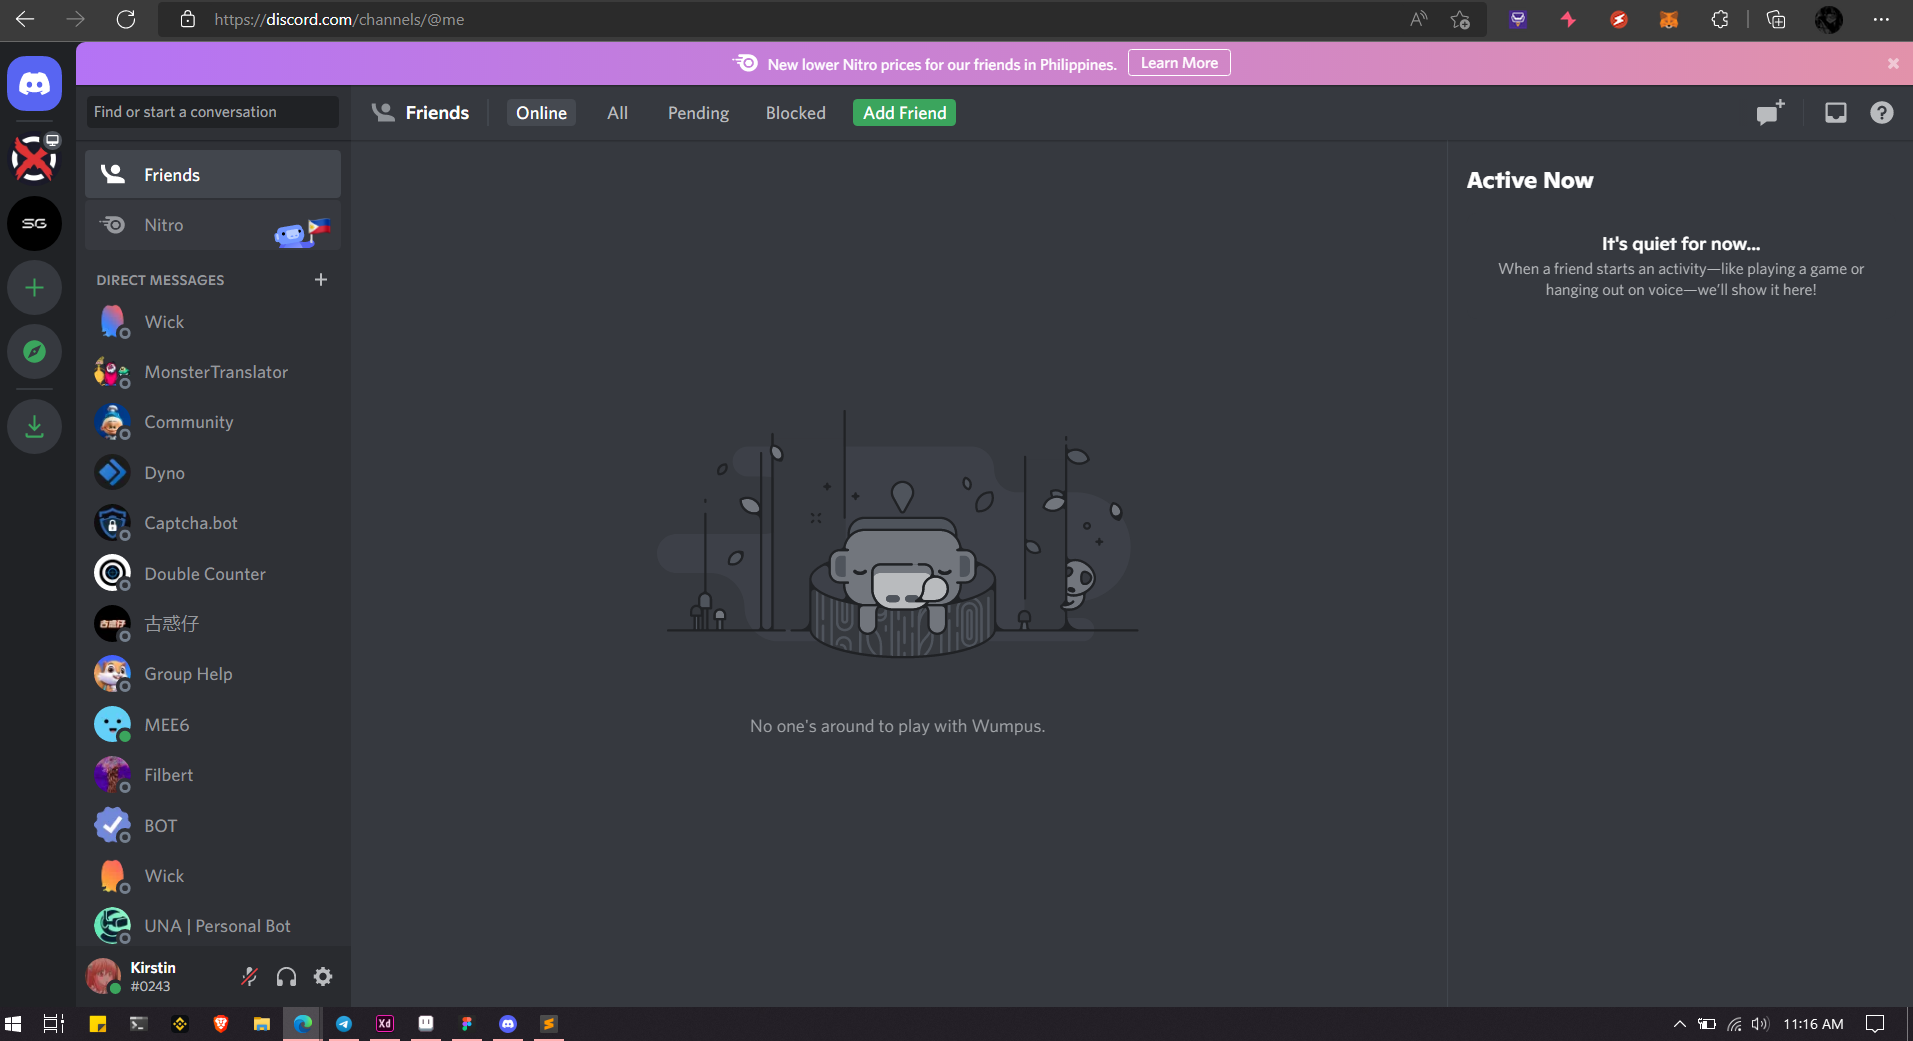 https://discord.com/channels/@me
New lower Nitro prices for our friends in Philippines. Learn More
Find or start a conversation
Friends Online All Pending Blocked Add Friend
SG
Friends
Nitro
DIRECT MESSAGES
Wick
MonsterTranslator
Community
Dyno
Captcha.bot
Double Counter
古惑仔
古惑仔
Group Help
MEE6
Filbert
BOT
Wick
UNA | Personal Bot
Kirstin
#0243
No one's around to play with Wumpus.
Active Now
It's quiet for now...
When a friend starts an activity—like playing a game or
hanging out on voice—we'll show it here!
Xd
11:16 AM